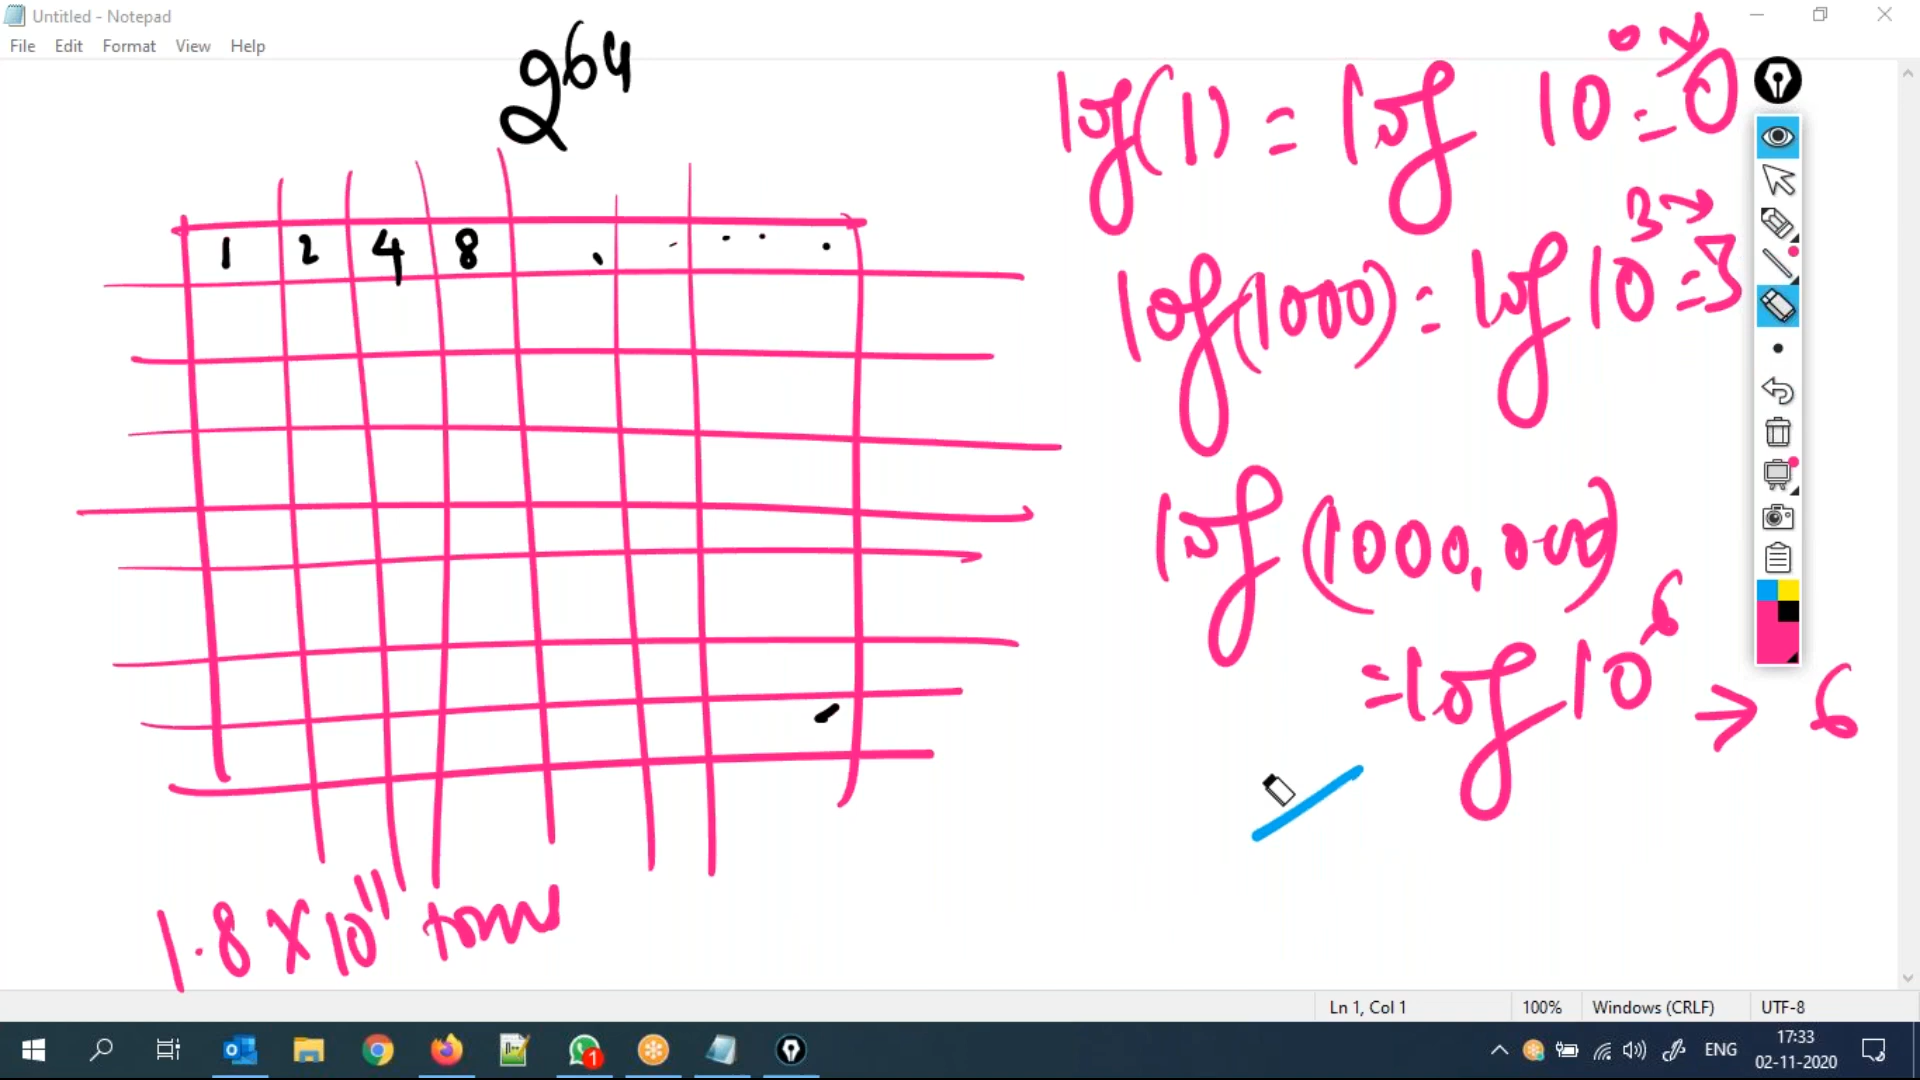 Untitled - Notepad
File Edit Format View Help
2^64
1 2 4 8 . . . . .
log(1) = log 10^0 → = 0
log(1000) = log 10^3 → = 3
log(1000,000)
= log 10^6 → 6
1.8 X 10^11 tons
Ln 1, Col 1 100% Windows (CRLF) UTF-8
1
ENG
17:33
02-11-2020